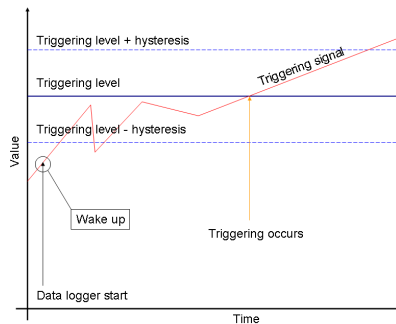 Triggering level + hysteresis
Triggering signal
Triggering level
Triggering level - hysteresis
Value
Wake up
Triggering occurs
Data logger start
Time